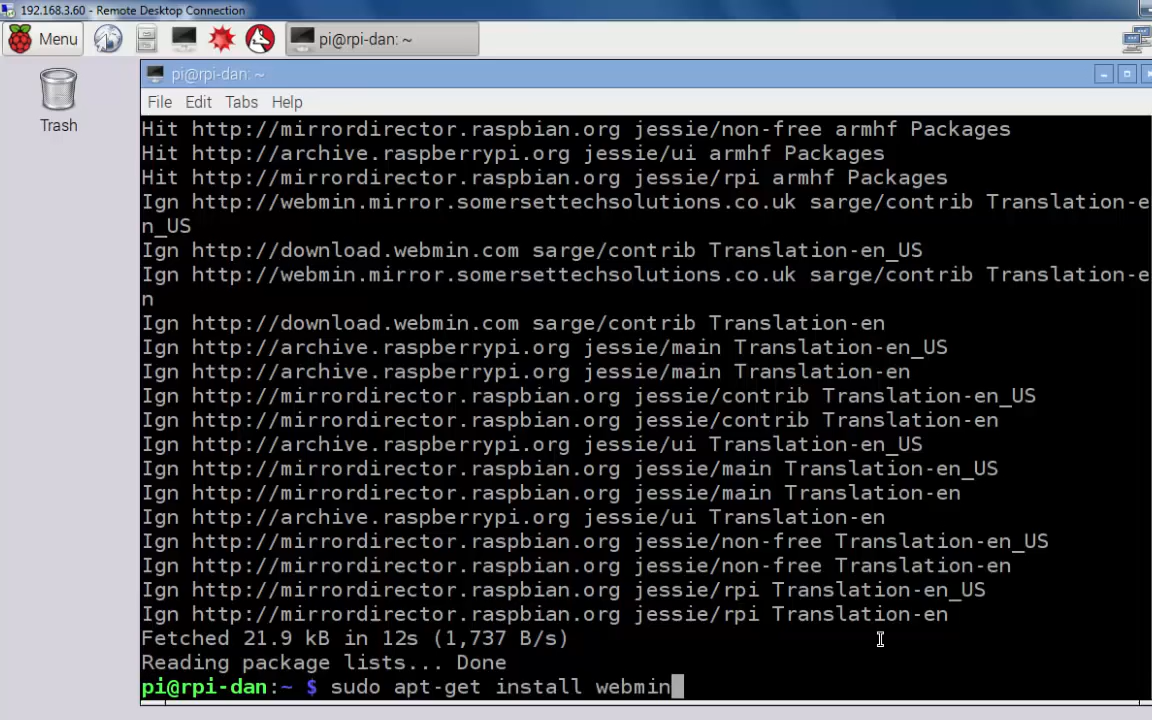 192.168.3.60 - Remote Desktop Connection
Menu
pi@rpi-dan: ~
Trash
pi@rpi-dan: ~
File Edit Tabs Help
Hit http://mirrordirector.raspbian.org jessie/non-free armhf Packages
Hit http://archive.raspberrypi.org jessie/ui armhf Packages
Hit http://mirrordirector.raspbian.org jessie/rpi armhf Packages
Ign http://webmin.mirror.somersettechsolutions.co.uk sarge/contrib Translation-e
n_US
Ign http://download.webmin.com sarge/contrib Translation-en_US
Ign http://webmin.mirror.somersettechsolutions.co.uk sarge/contrib Translation-e
n
Ign http://download.webmin.com sarge/contrib Translation-en
Ign http://archive.raspberrypi.org jessie/main Translation-en_US
Ign http://archive.raspberrypi.org jessie/main Translation-en
Ign http://mirrordirector.raspbian.org jessie/contrib Translation-en_US
Ign http://mirrordirector.raspbian.org jessie/contrib Translation-en
Ign http://archive.raspberrypi.org jessie/ui Translation-en_US
Ign http://mirrordirector.raspbian.org jessie/main Translation-en_US
Ign http://mirrordirector.raspbian.org jessie/main Translation-en
Ign http://archive.raspberrypi.org jessie/ui Translation-en
Ign http://mirrordirector.raspbian.org jessie/non-free Translation-en_US
Ign http://mirrordirector.raspbian.org jessie/non-free Translation-en
Ign http://mirrordirector.raspbian.org jessie/rpi Translation-en_US
Ign http://mirrordirector.raspbian.org jessie/rpi Translation-en
Fetched 21.9 kB in 12s (1,737 B/s)
Reading package lists... Done
pi@rpi-dan:~ $ sudo apt-get install webmin